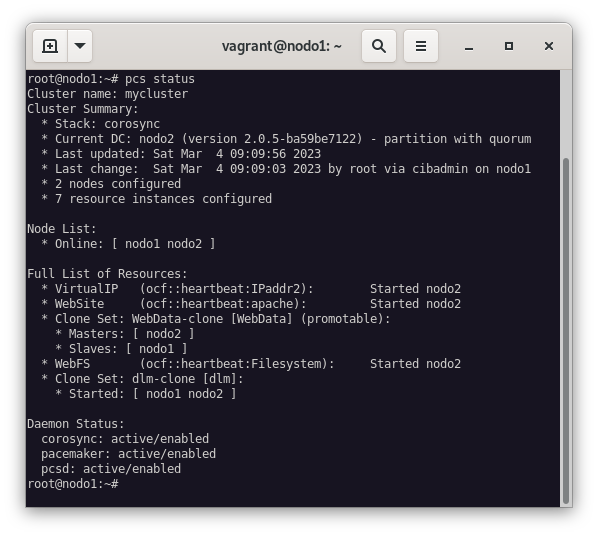 vagrant@nodo1: ~
root@nodo1:~# pcs status
Cluster name: mycluster
Cluster Summary:
  * Stack: corosync
  * Current DC: nodo2 (version 2.0.5-ba59be7122) - partition with quorum
  * Last updated: Sat Mar  4 09:09:56 2023
  * Last change:  Sat Mar  4 09:09:03 2023 by root via cibadmin on nodo1
  * 2 nodes configured
  * 7 resource instances configured

Node List:
  * Online: [ nodo1 nodo2 ]

Full List of Resources:
  * VirtualIP   (ocf::heartbeat:IPaddr2):        Started nodo2
  * WebSite     (ocf::heartbeat:apache):         Started nodo2
  * Clone Set: WebData-clone [WebData] (promotable):
    * Masters: [ nodo2 ]
    * Slaves: [ nodo1 ]
  * WebFS       (ocf::heartbeat:Filesystem):     Started nodo2
  * Clone Set: dlm-clone [dlm]:
    * Started: [ nodo1 nodo2 ]

Daemon Status:
  corosync: active/enabled
  pacemaker: active/enabled
  pcsd: active/enabled
root@nodo1:~#